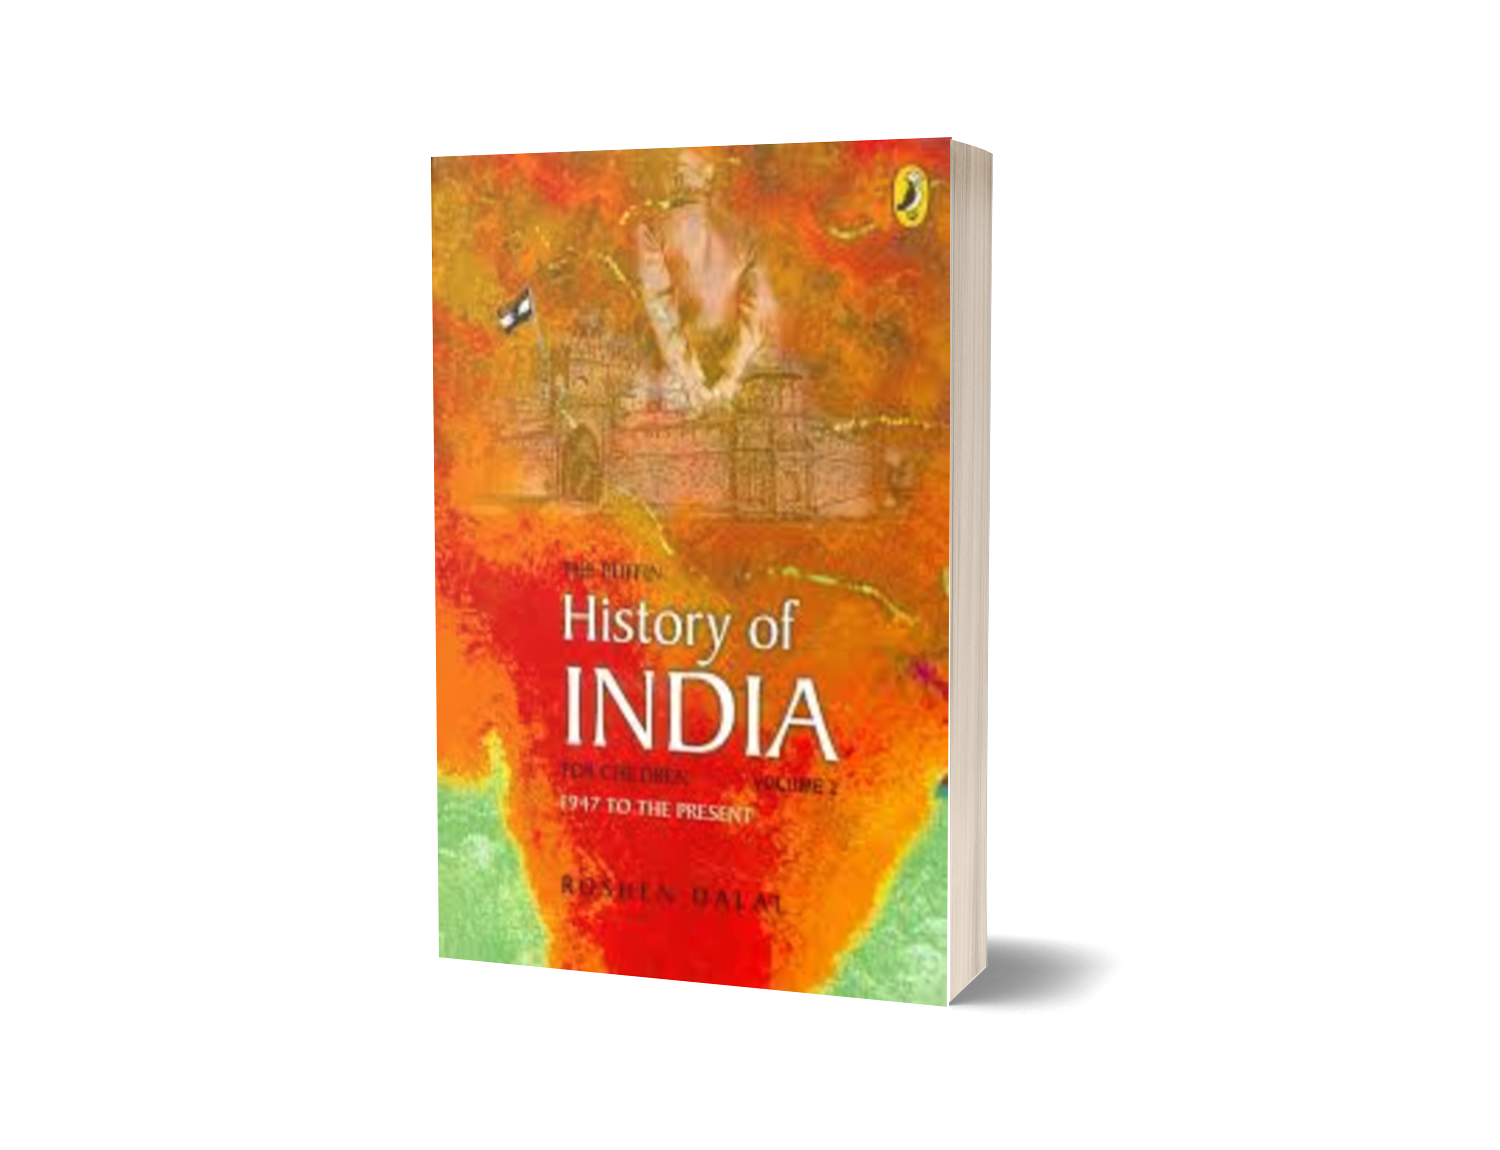 THE PUFFIN
History of
INDIA
FOR CHILDREN VOLUME 2
1947 TO THE PRESENT
ROSHEN DALAL